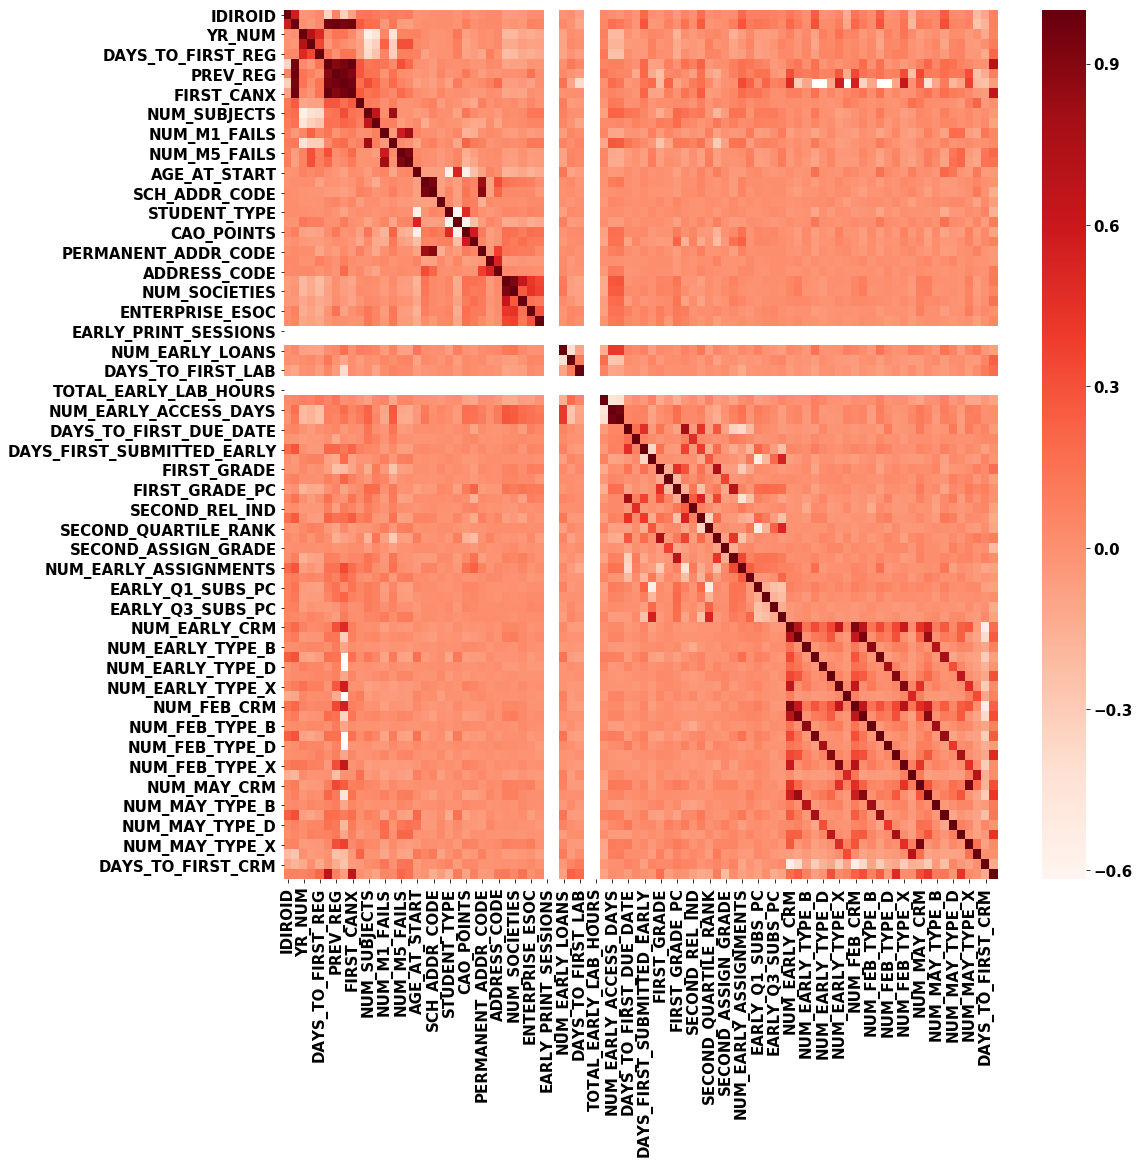 IDIROID
YR_NUM
DAYS_TO_FIRST_REG
PREV_REG
FIRST_CANX
NUM_SUBJECTS
NUM_M1_FAILS
NUM_M5_FAILS
AGE_AT_START
SCH_ADDR_CODE
STUDENT_TYPE
CAO_POINTS
PERMANENT_ADDR_CODE
ADDRESS_CODE
NUM_SOCIETIES
ENTERPRISE_ESOC
EARLY_PRINT_SESSIONS
NUM_EARLY_LOANS
DAYS_TO_FIRST_LAB
TOTAL_EARLY_LAB_HOURS
NUM_EARLY_ACCESS_DAYS
DAYS_TO_FIRST_DUE_DATE
DAYS_FIRST_SUBMITTED_EARLY
FIRST_GRADE
FIRST_GRADE_PC
SECOND_REL_IND
SECOND_QUARTILE_RANK
SECOND_ASSIGN_GRADE
NUM_EARLY_ASSIGNMENTS
EARLY_Q1_SUBS_PC
EARLY_Q3_SUBS_PC
NUM_EARLY_CRM
NUM_EARLY_TYPE_B
NUM_EARLY_TYPE_D
NUM_EARLY_TYPE_X
NUM_FEB_CRM
NUM_FEB_TYPE_B
NUM_FEB_TYPE_D
NUM_FEB_TYPE_X
NUM_MAY_CRM
NUM_MAY_TYPE_B
NUM_MAY_TYPE_D
NUM_MAY_TYPE_X
DAYS_TO_FIRST_CRM
IDIROID
YR_NUM
DAYS_TO_FIRST_REG
PREV_REG
FIRST_CANX
NUM_SUBJECTS
NUM_M1_FAILS
NUM_M5_FAILS
AGE_AT_START
SCH_ADDR_CODE
STUDENT_TYPE
CAO_POINTS
PERMANENT_ADDR_CODE
ADDRESS_CODE
NUM_SOCIETIES
ENTERPRISE_ESOC
EARLY_PRINT_SESSIONS
NUM_EARLY_LOANS
DAYS_TO_FIRST_LAB
TOTAL_EARLY_LAB_HOURS
NUM_EARLY_ACCESS_DAYS
DAYS_TO_FIRST_DUE_DATE
DAYS_FIRST_SUBMITTED_EARLY
FIRST_GRADE
FIRST_GRADE_PC
SECOND_REL_IND
SECOND_QUARTILE_RANK
SECOND_ASSIGN_GRADE
NUM_EARLY_ASSIGNMENTS
EARLY_Q1_SUBS_PC
EARLY_Q3_SUBS_PC
NUM_EARLY_CRM
NUM_EARLY_TYPE_B
NUM_EARLY_TYPE_D
NUM_EARLY_TYPE_X
NUM_FEB_CRM
NUM_FEB_TYPE_B
NUM_FEB_TYPE_D
NUM_FEB_TYPE_X
NUM_MAY_CRM
NUM_MAY_TYPE_B
NUM_MAY_TYPE_D
NUM_MAY_TYPE_X
DAYS_TO_FIRST_CRM
0.9
0.6
0.3
0.0
−0.3
−0.6